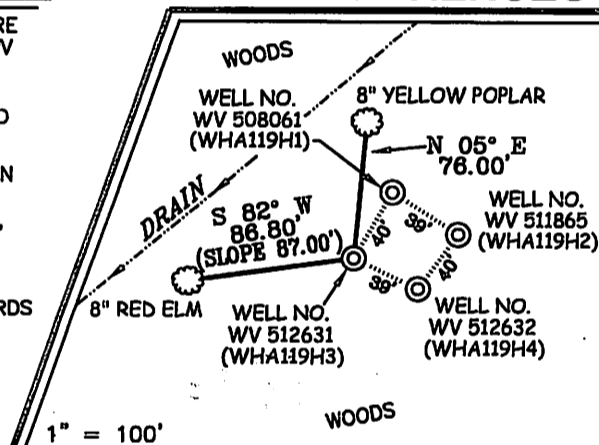 RE
V
D
N
RDS
WOODS
WELL NO.
WV 508061
(WHA119H1)
8" YELLOW POPLAR
N 05° E
76.00'
DRAIN
S 82° W
86.80'
(SLOPE 87.00')
40'
39'
WELL NO.
WV 511865
(WHA119H2)
40'
39'
8" RED ELM
WELL NO.
WV 512631
(WHA119H3)
WELL NO.
WV 512632
(WHA119H4)
WOODS
1" = 100'